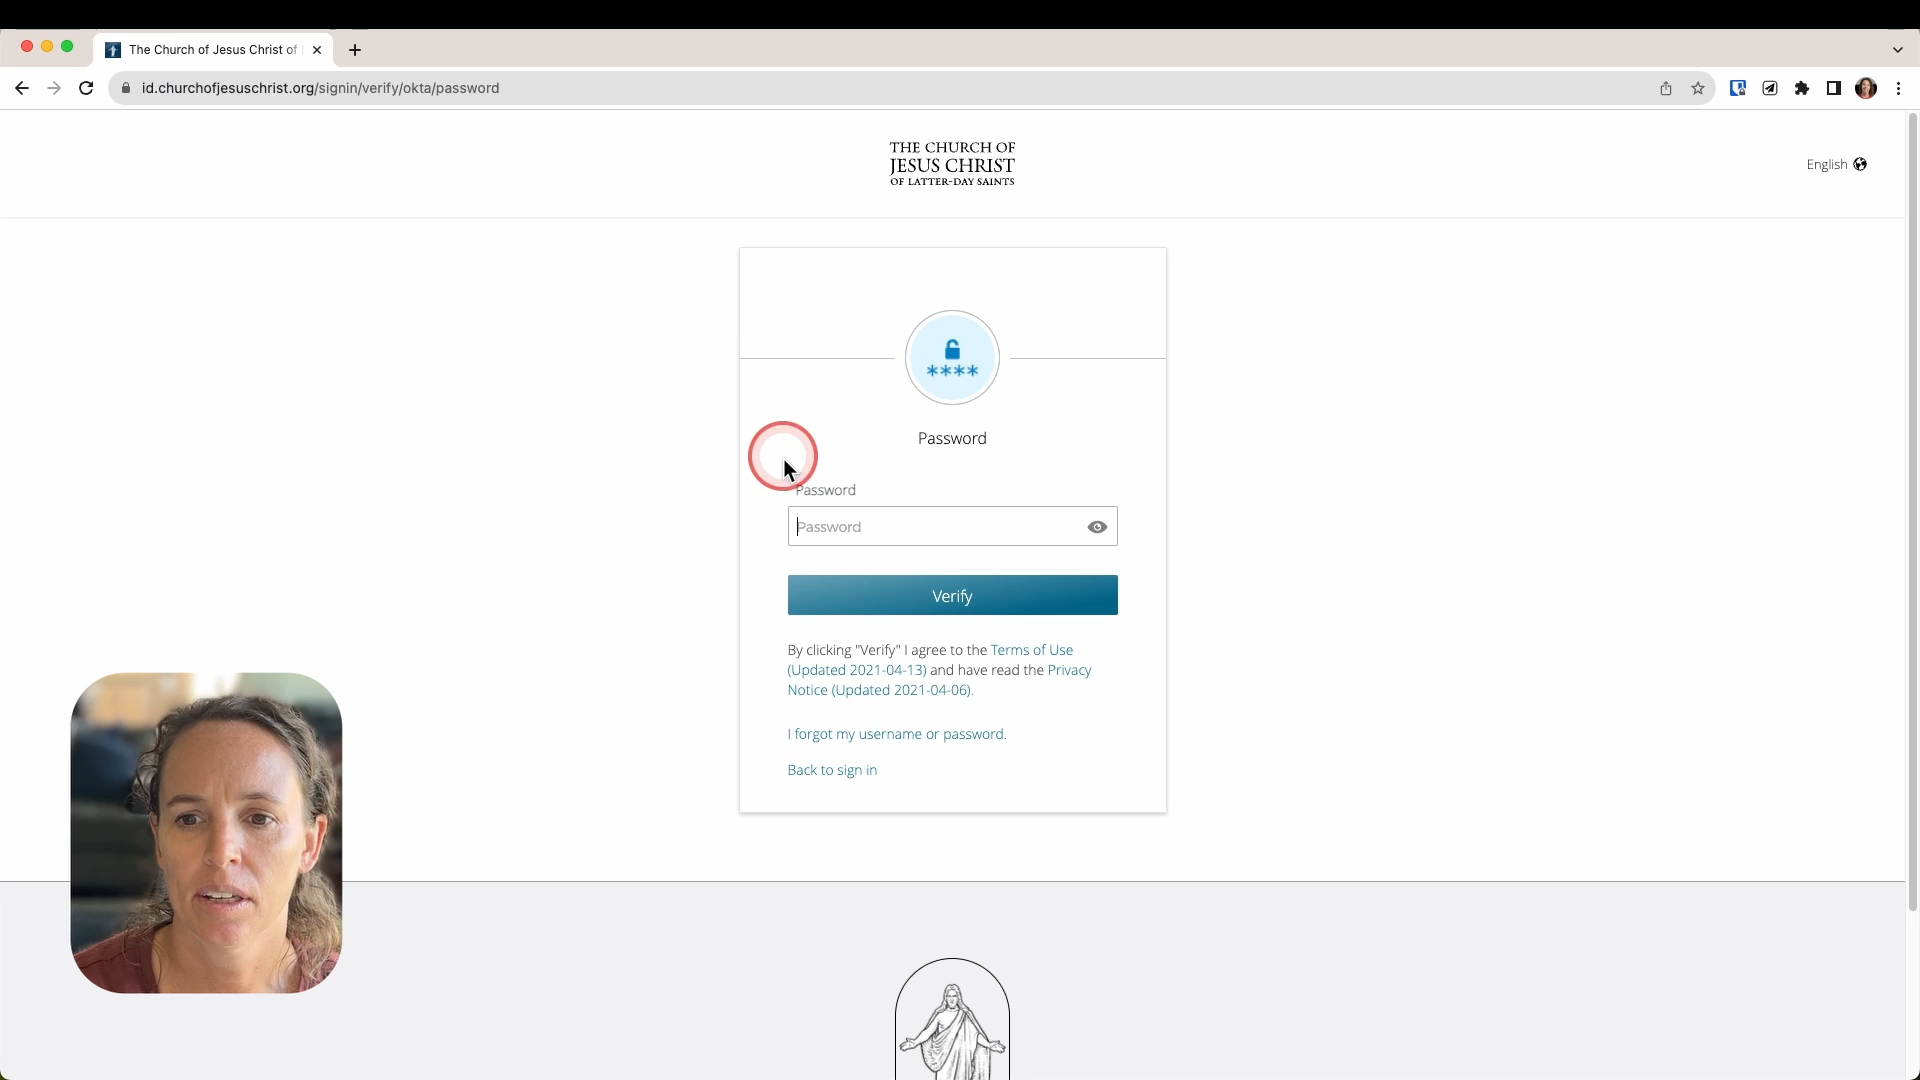 The Church of Jesus Christ of
id.churchofjesuschrist.org/signin/verify/okta/password
THE CHURCH OF
JESUS CHRIST
OF LATTER-DAY SAINTS
English
****
Password
Password
Password
Verify
By clicking "Verify" I agree to the Terms of Use
(Updated 2021-04-13) and have read the Privacy
Notice (Updated 2021-04-06).
I forgot my username or password.
Back to sign in